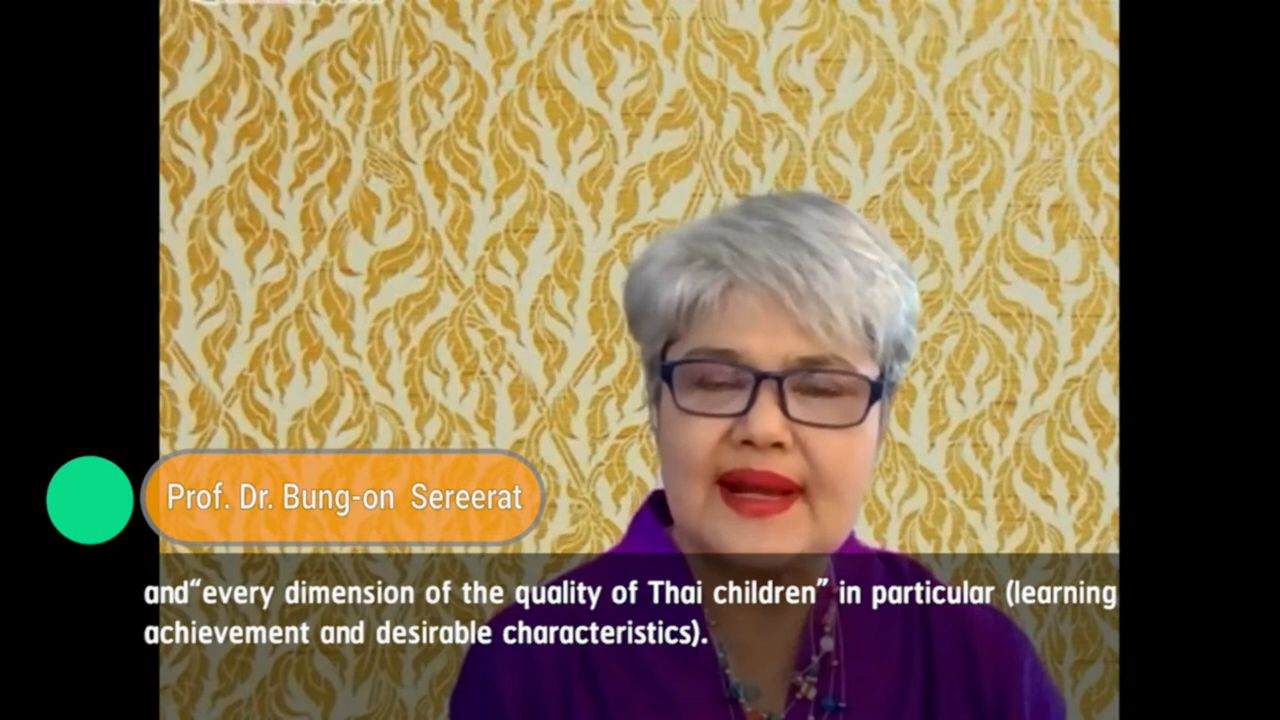 Prof. Dr. Bung-on Sereerat
and“every dimension of the quality of Thai children” in particular (learning
achievement and desirable characteristics).